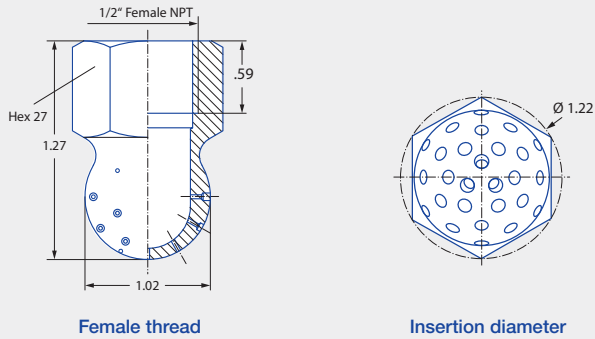 1/2“ Female NPT
.59
Hex 27
1.27
1.02
Ø 1.22
Female thread
Insertion diameter